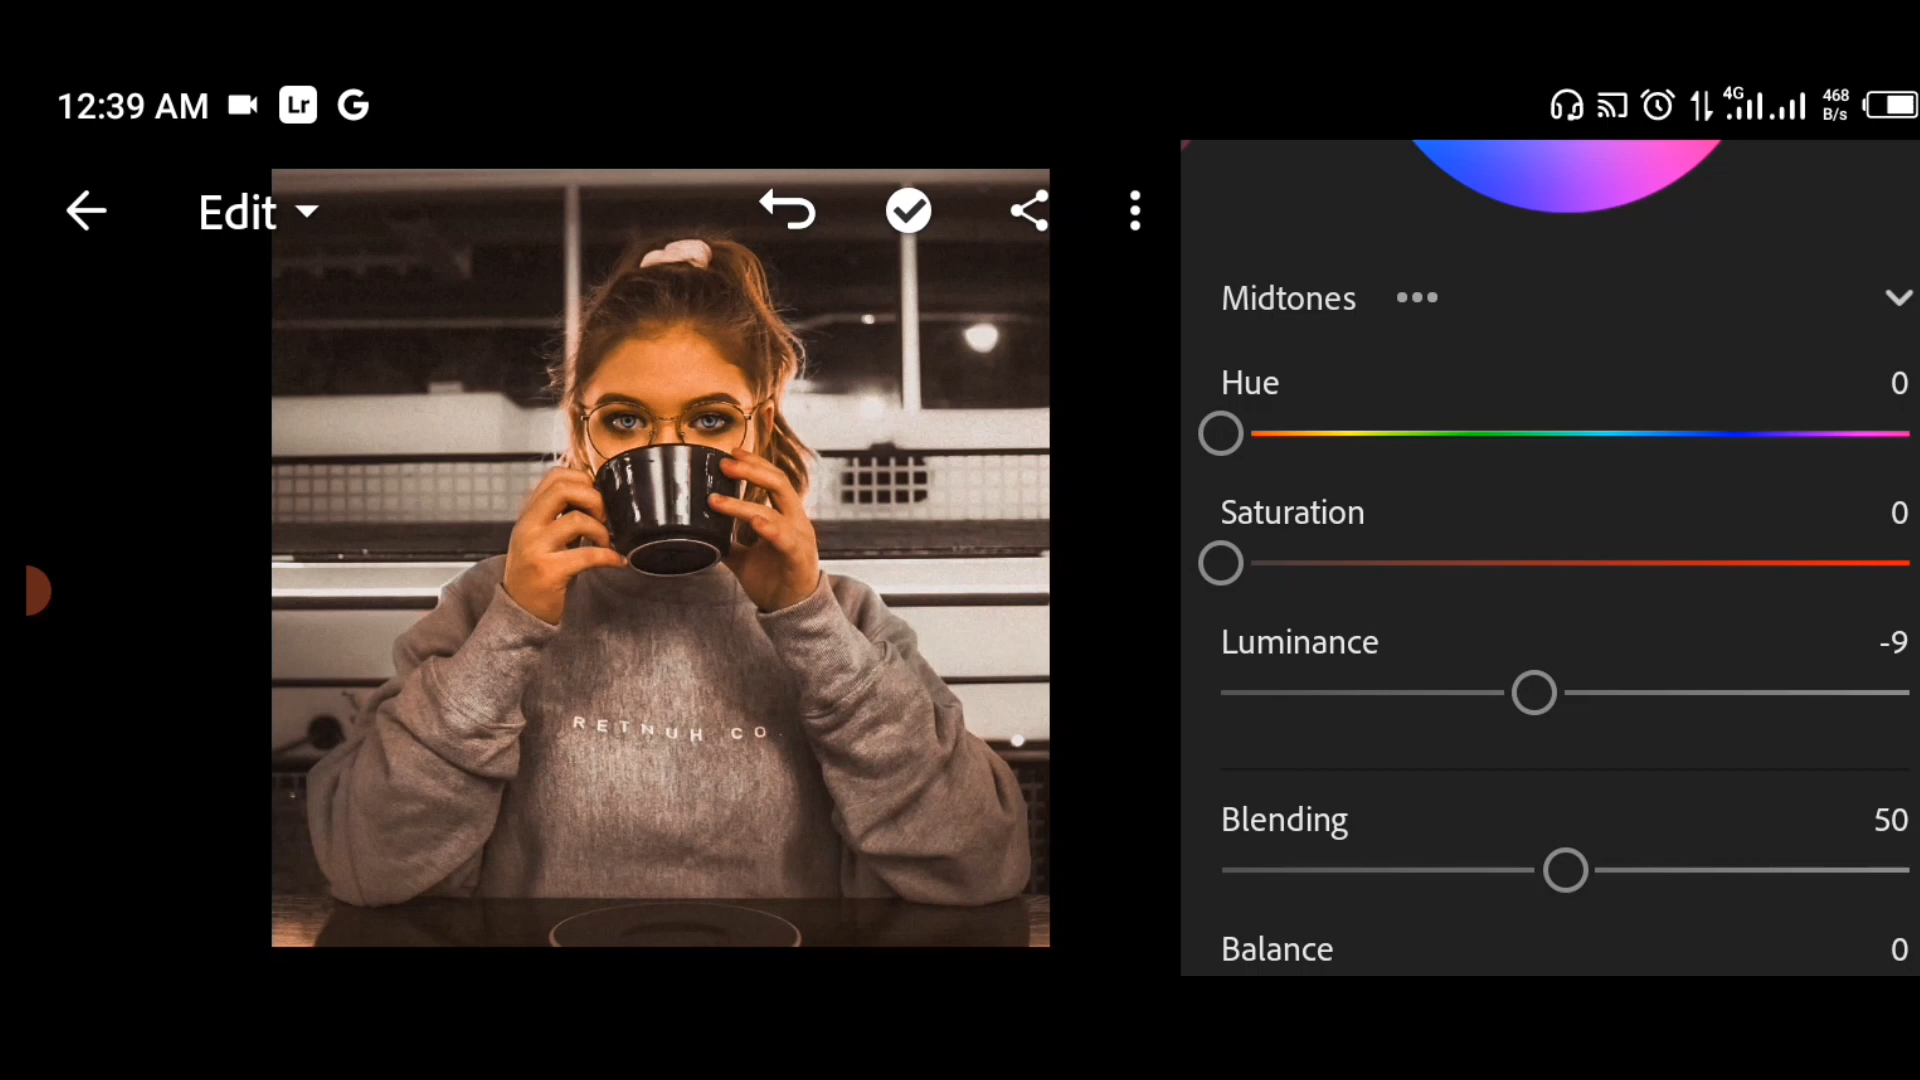 12:39 AM Lr G 4G 468 B/s
Edit
RETNUH CO.
Midtones
Hue 0
Saturation 0
Luminance -9
Blending 50
Balance 0